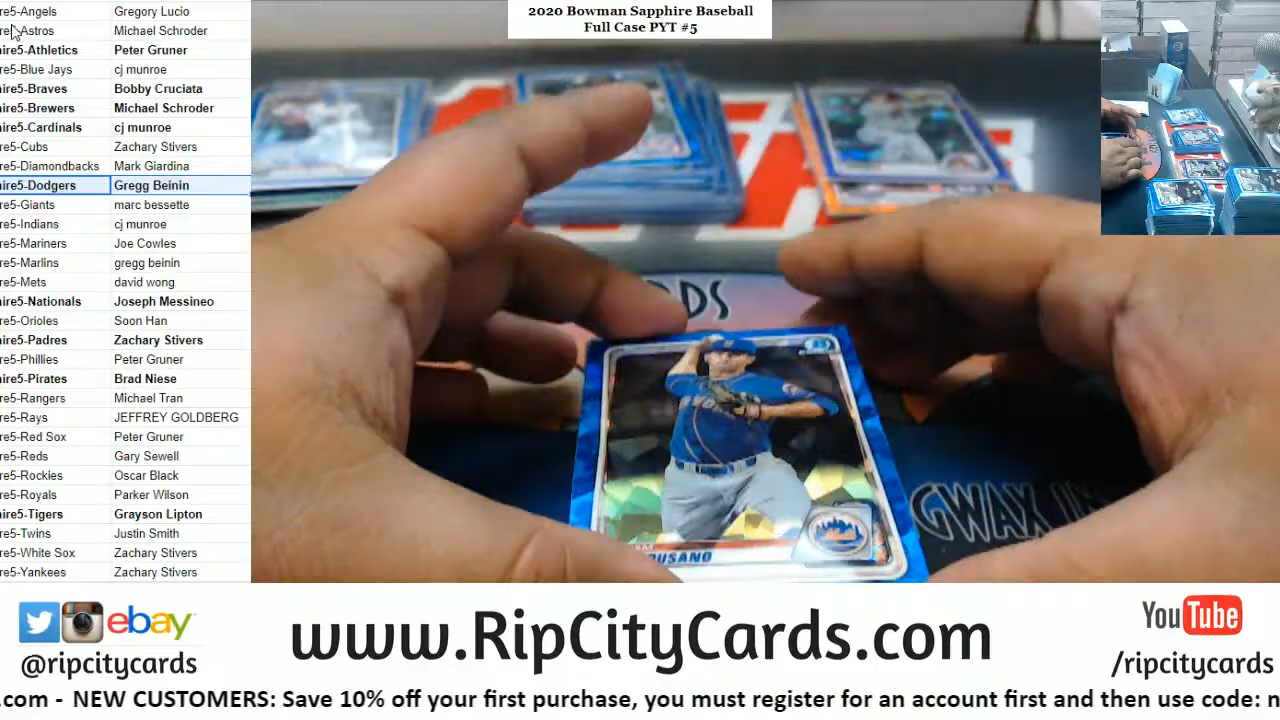 2020 Bowman Sapphire Baseball
Full Case PYT #5
re5-Angels Gregory Lucio
re5-Astros Michael Schroder
ire5-Athletics Peter Gruner
re5-Blue Jays cj munroe
ire5-Braves Bobby Cruciata
ire5-Brewers Michael Schroder
ire5-Cardinals cj munroe
re5-Cubs Zachary Stivers
re5-Diamondbacks Mark Giardina
ire5-Dodgers Gregg Beinin
re5-Giants marc bessette
re5-Indians cj munroe
re5-Mariners Joe Cowles
re5-Marlins gregg beinin
re5-Mets david wong
ire5-Nationals Joseph Messineo
re5-Orioles Soon Han
ire5-Padres Zachary Stivers
re5-Phillies Peter Gruner
ire5-Pirates Brad Niese
re5-Rangers Michael Tran
re5-Rays JEFFREY GOLDBERG
re5-Red Sox Peter Gruner
re5-Reds Gary Sewell
re5-Rockies Oscar Black
re5-Royals Parker Wilson
ire5-Tigers Grayson Lipton
re5-Twins Justin Smith
re5-White Sox Zachary Stivers
re5-Yankees Zachary Stivers
RDS
USANO
GWAX
ebay
@ripcitycards
www.RipCityCards.com
YouTube
/ripcitycards
.com - NEW CUSTOMERS: Save 10% off your first purchase, you must register for an account first and then use code: n